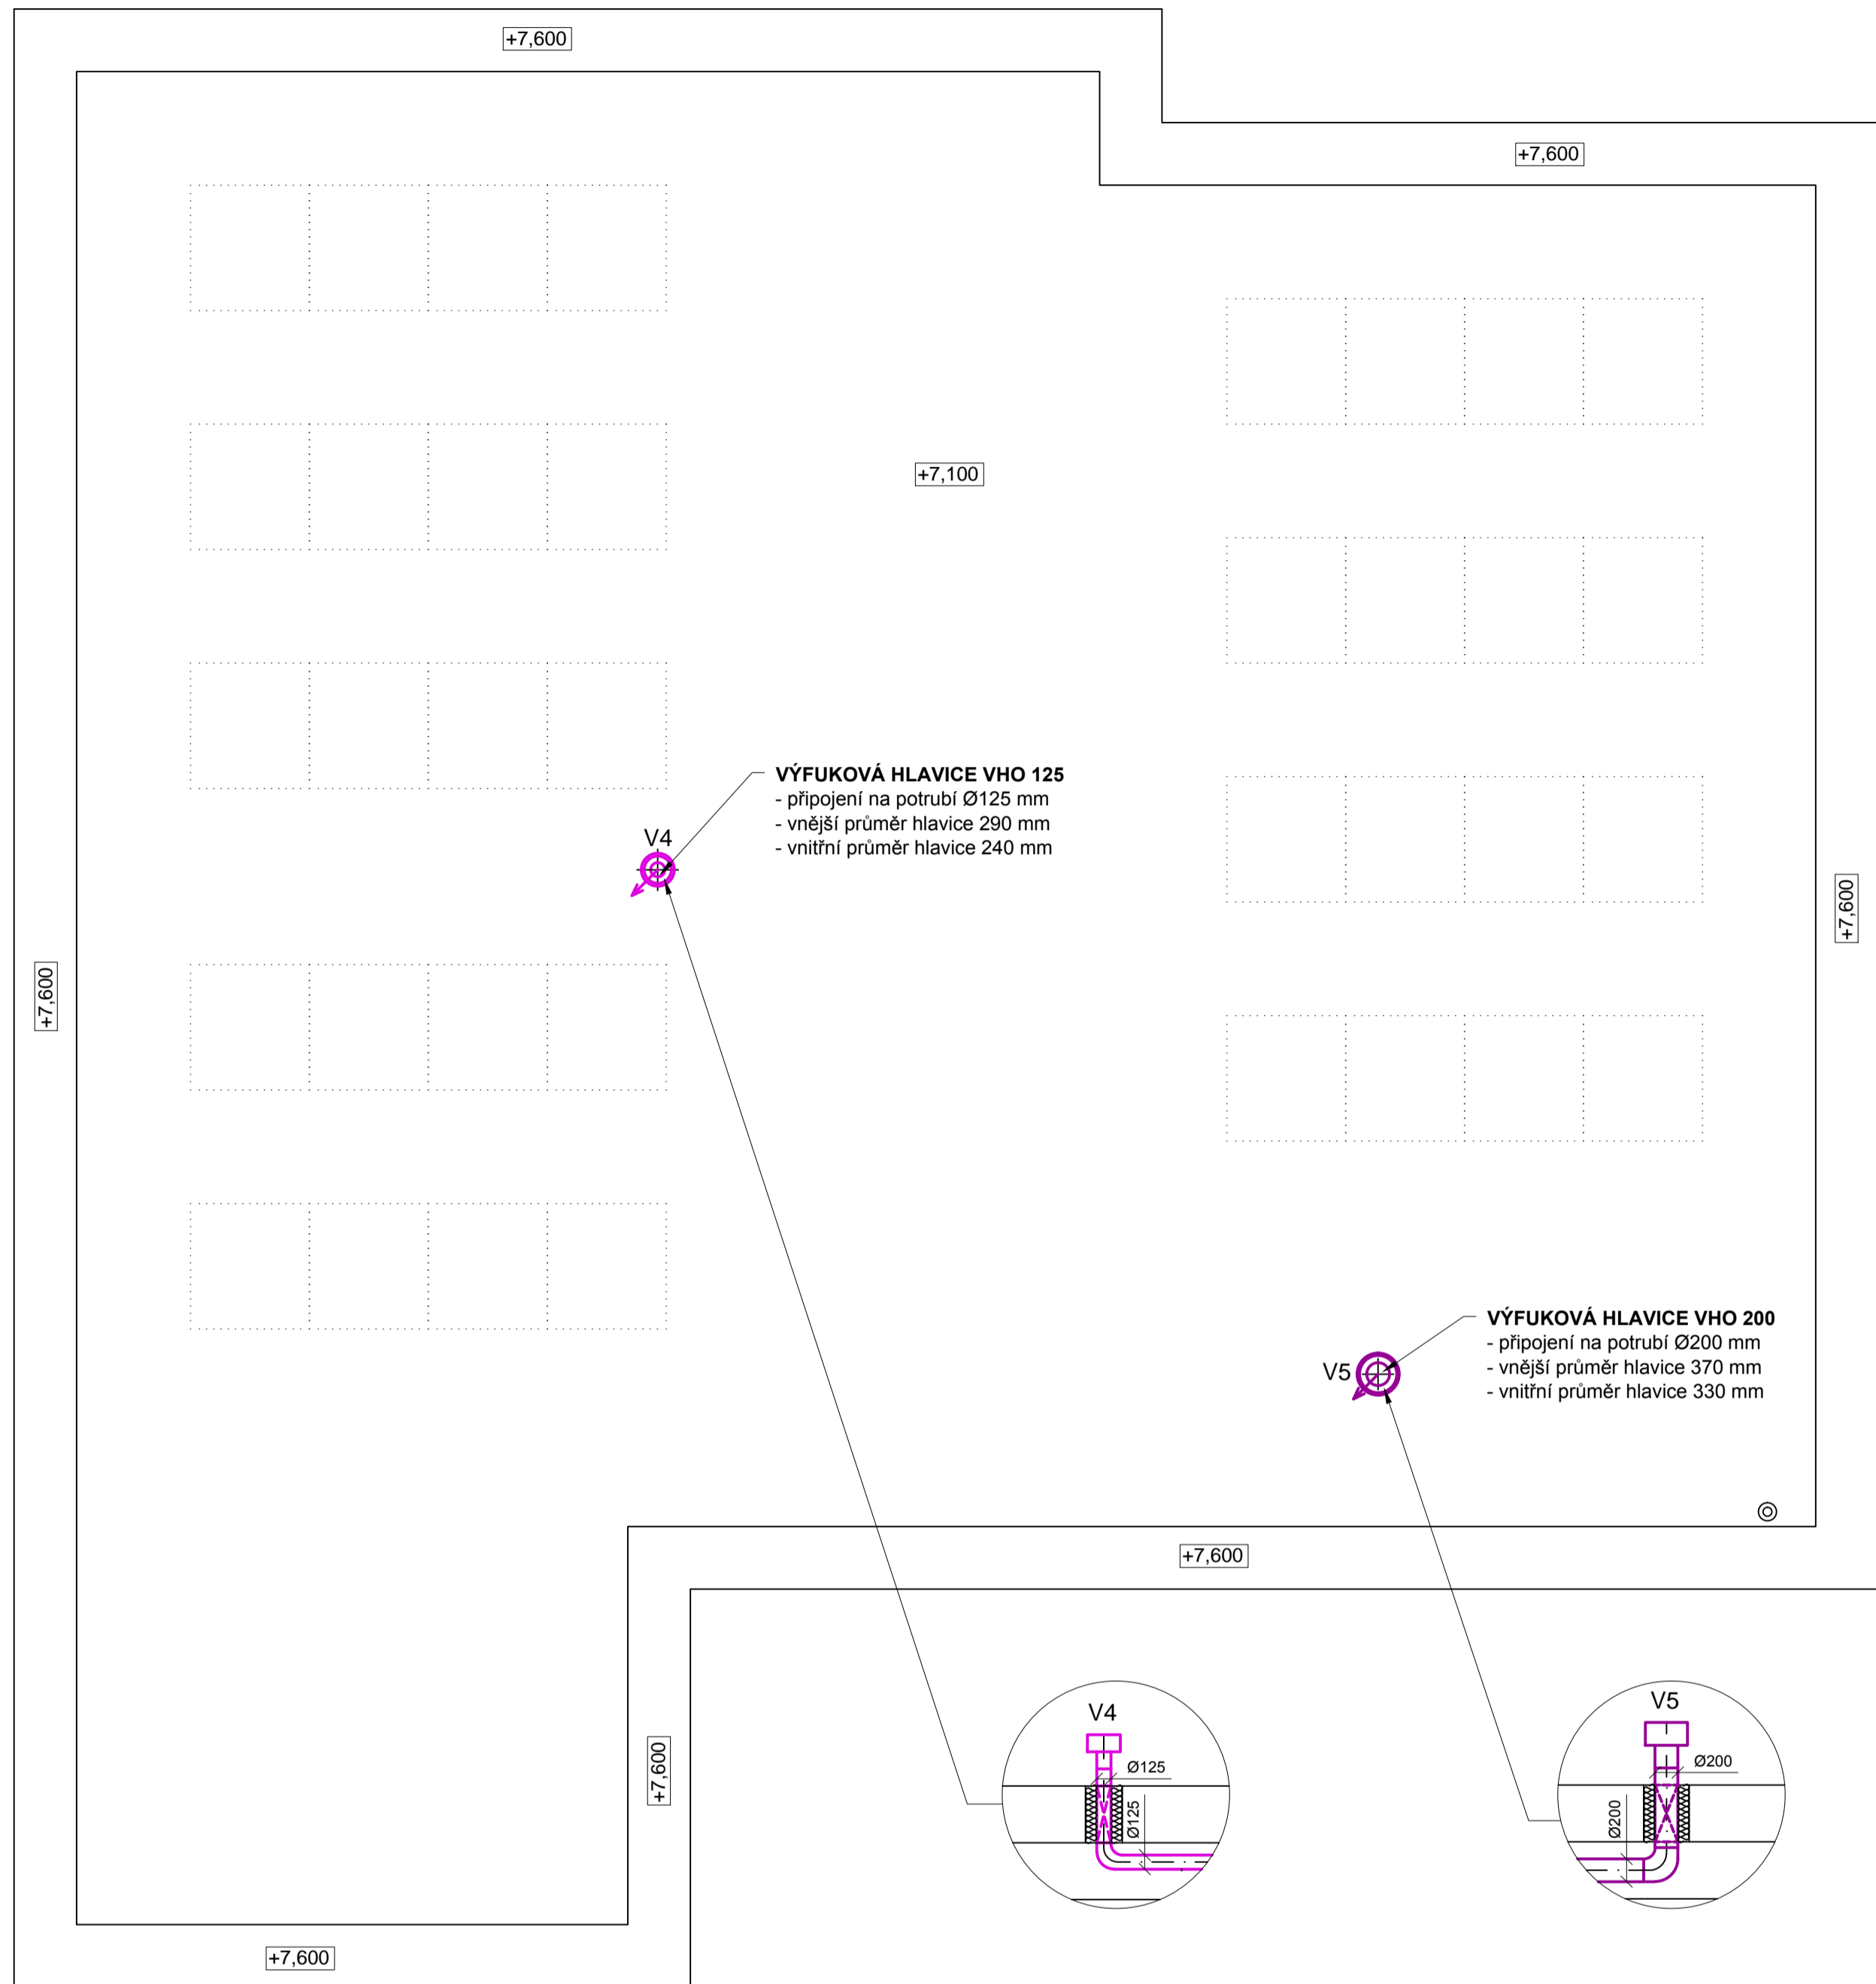 +7,600
+7,600
+7,100
VÝFUKOVÁ HLAVICE VHO 125
- připojení na potrubí Ø125 mm
- vnější průměr hlavice 290 mm
- vnitřní průměr hlavice 240 mm
V4
+7,600
+7,600
VÝFUKOVÁ HLAVICE VHO 200
- připojení na potrubí Ø200 mm
- vnější průměr hlavice 370 mm
- vnitřní průměr hlavice 330 mm
V5
+7,600
+7,600
V4
Ø125
Ø125
V5
Ø200
Ø200
+7,600